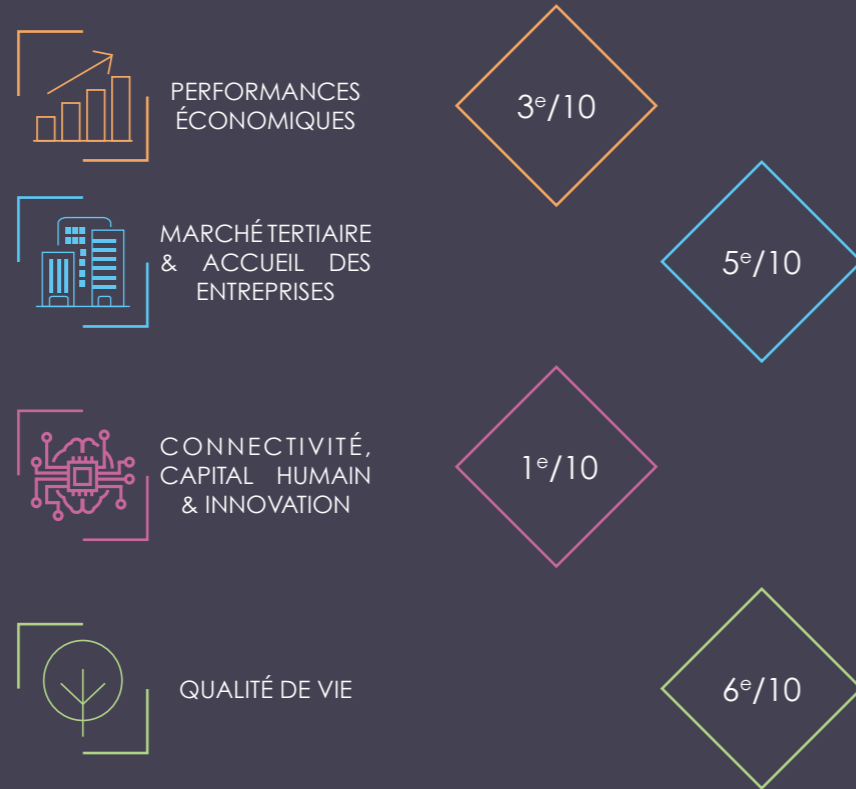 PERFORMANCES
ÉCONOMIQUES
3e/10
MARCHÉ TERTIAIRE
& ACCUEIL DES
ENTREPRISES
5e/10
CONNECTIVITÉ,
CAPITAL HUMAIN
& INNOVATION
1e/10
QUALITÉ DE VIE
6e/10